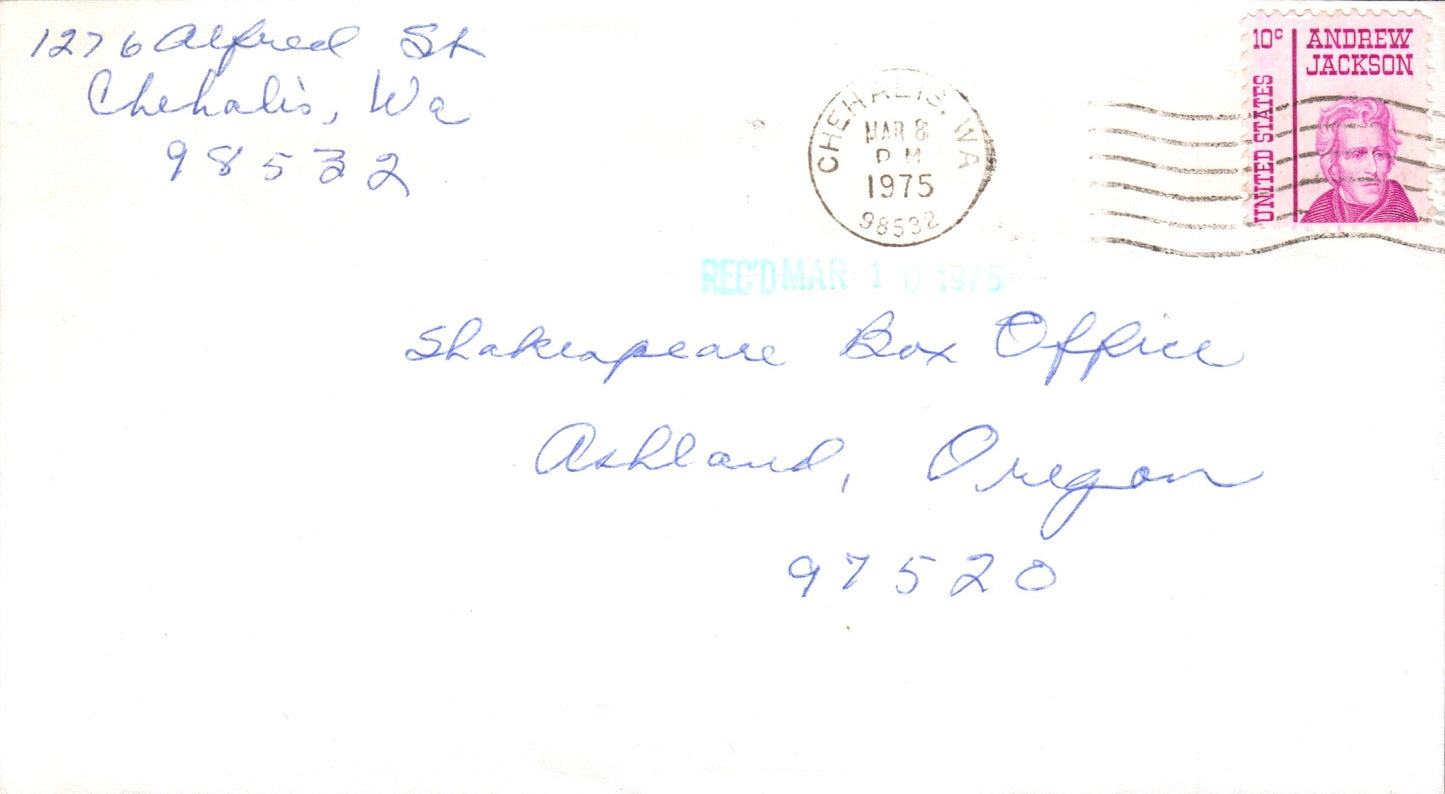 1276 Alfred St
Chehalis, Wa
98532
CHEHALIS, WA
MAR 8
PM
1975
98532
10c
ANDREW
JACKSON
UNITED STATES
REC'D MAR 10 1975
Shakespeare Box Office
Ashland, Oregon
97520